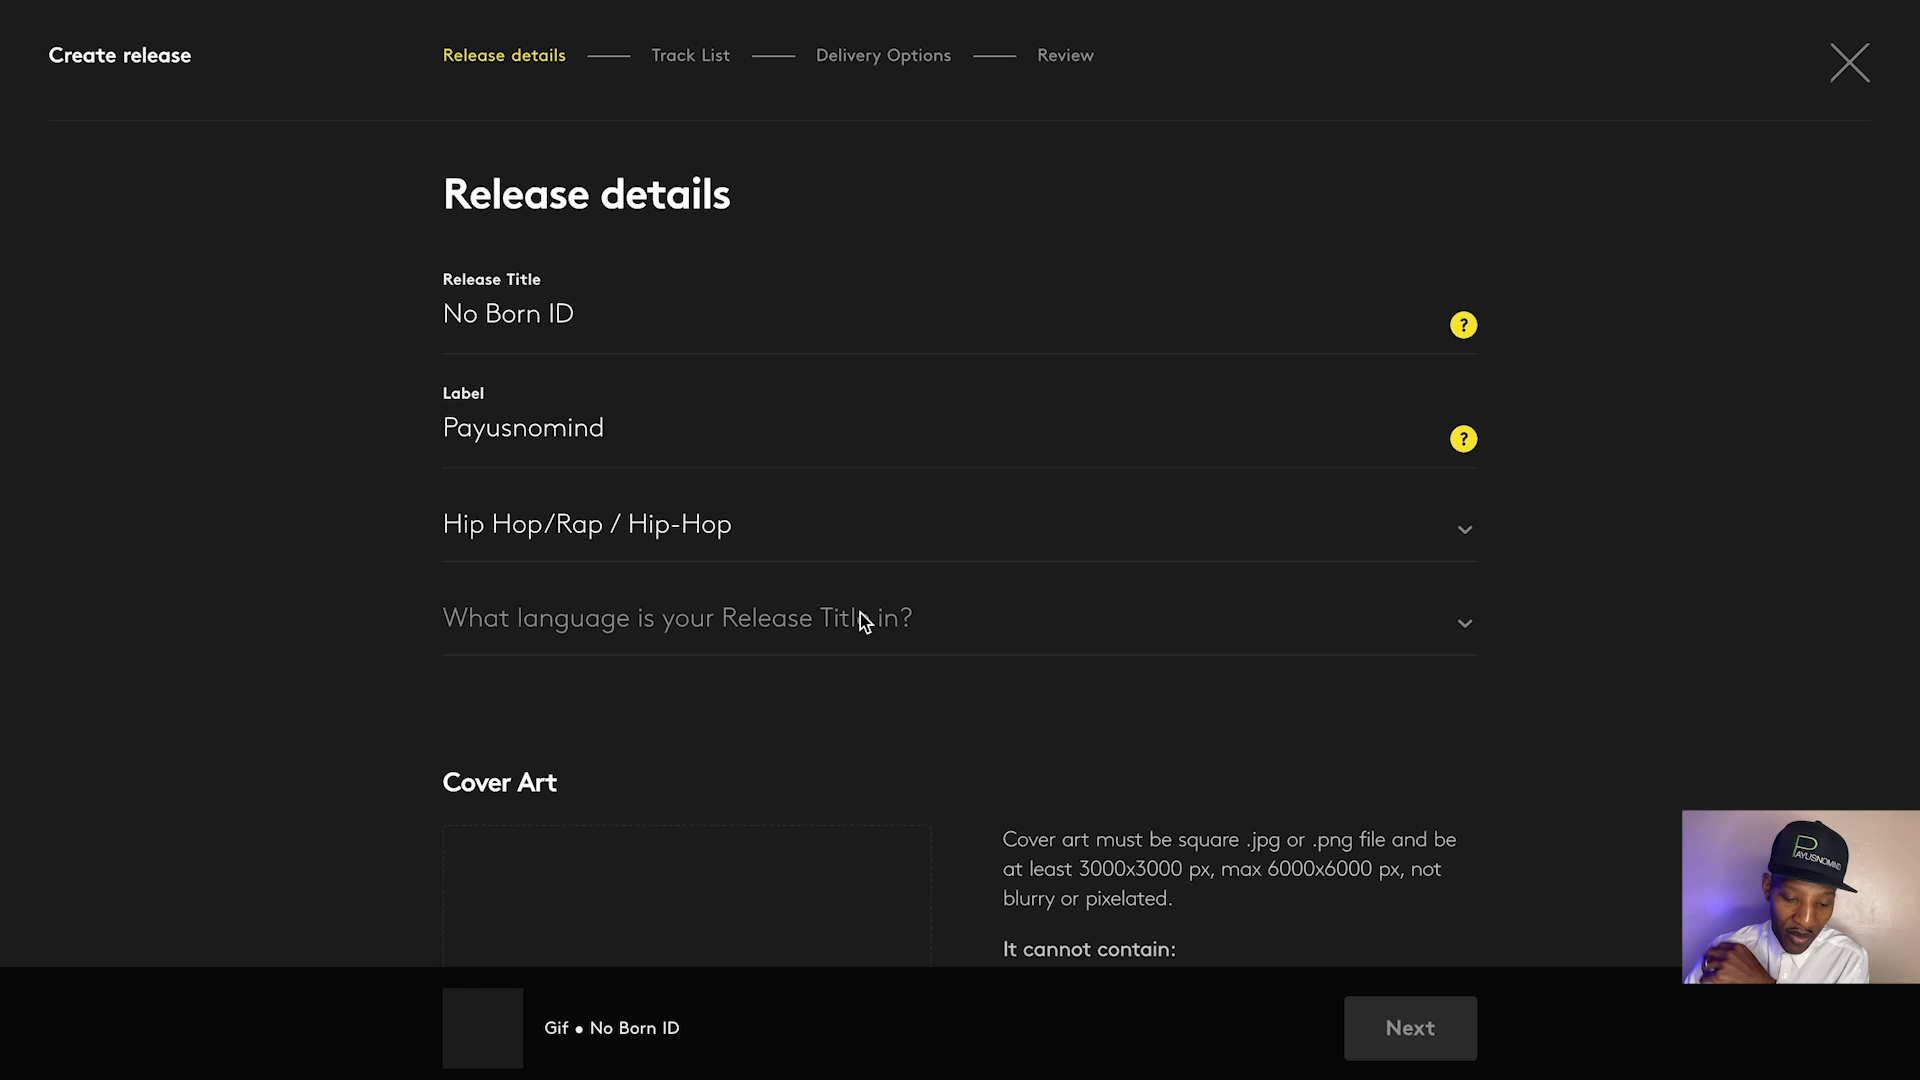 Create release
Release details
Track List
Delivery Options
Review
Release details
Release Title
No Born ID
?
Label
Payusnomind
?
Hip Hop/Rap / Hip-Hop
What language is your Release Title in?
Cover Art
Cover art must be square .jpg or .png file and be
at least 3000x3000 px, max 6000x6000 px, not
blurry or pixelated.
It cannot contain:
PAYUSNOMIND
Gif • No Born ID
Next